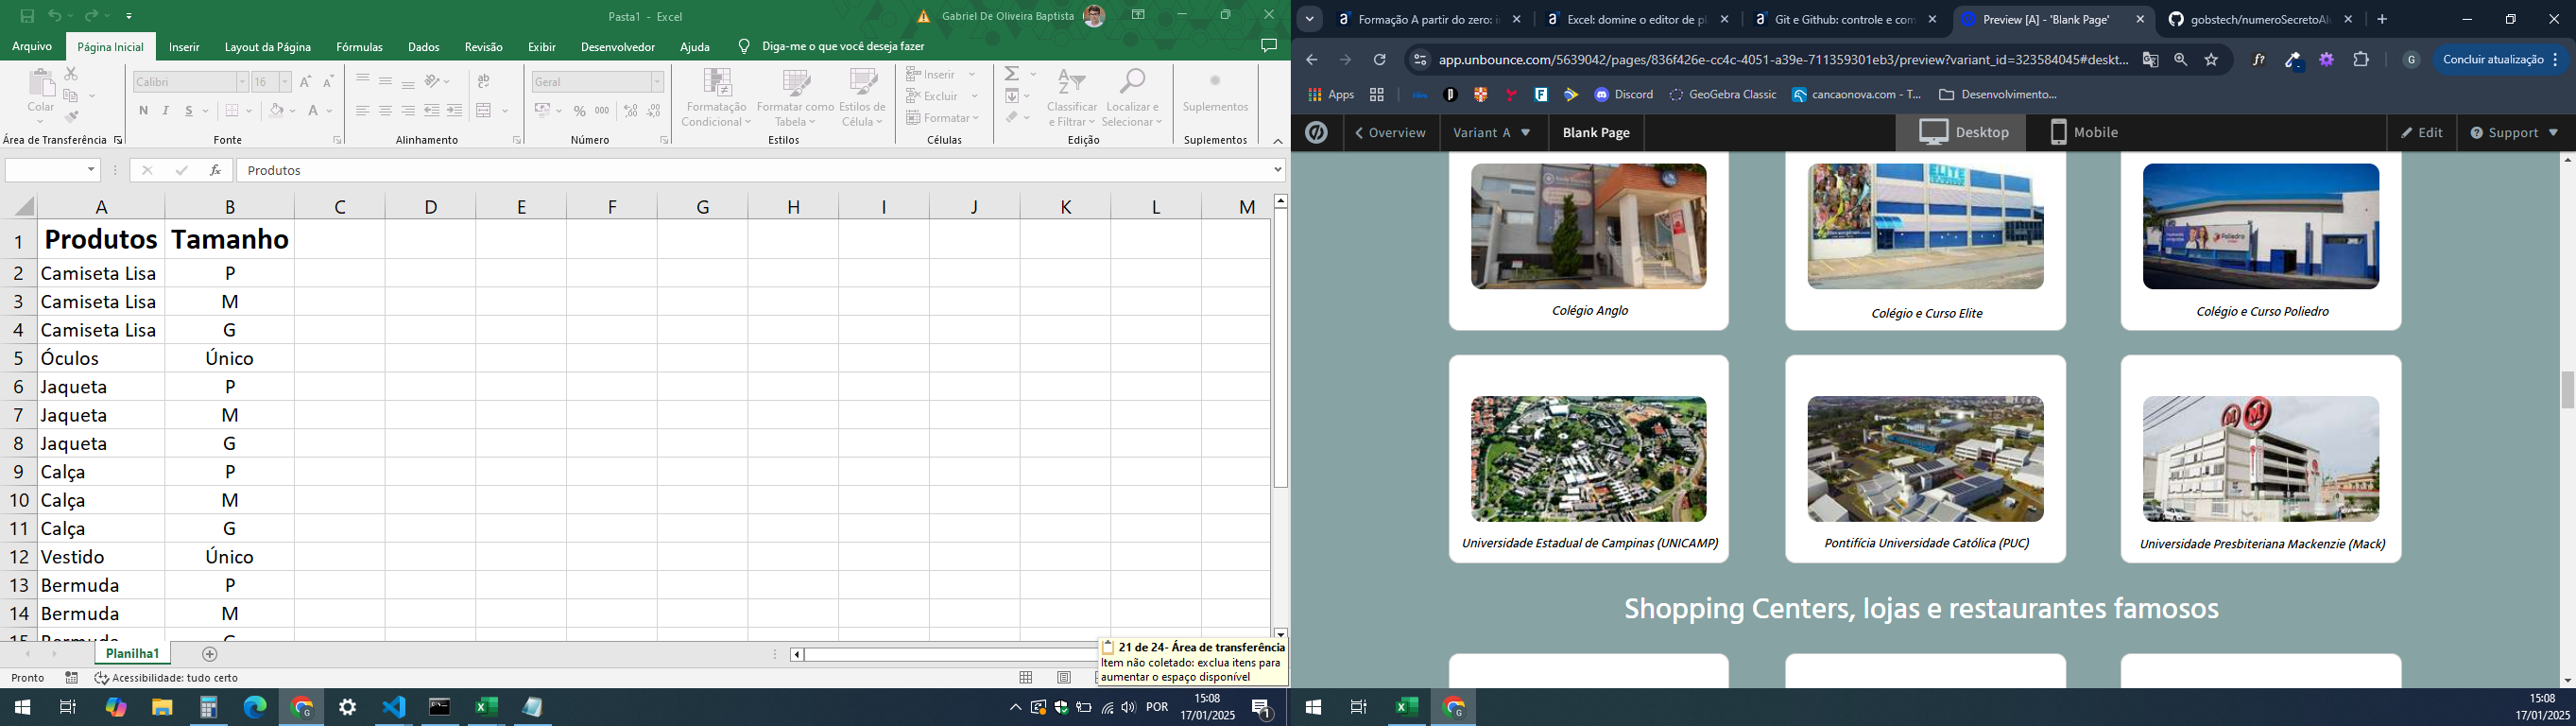 Pasta1 - Excel
Gabriel De Oliveira Baptista
Arquivo Página Inicial Inserir Layout da Página Fórmulas Dados Revisão Exibir Desenvolvedor Ajuda Diga-me o que você deseja fazer
Colar
Área de Transferência
Calibri 16
N I S
Fonte
Alinhamento
Geral
% 000
Número
Formatação Condicional
Formatar como Tabela
Estilos de Célula
Estilos
Inserir
Excluir
Formatar
Células
Classificar e Filtrar
Localizar e Selecionar
Edição
Suplementos
Suplementos
fx Produtos
A B C D E F G H I J K L M
1 Produtos Tamanho
2 Camiseta Lisa P
3 Camiseta Lisa M
4 Camiseta Lisa G
5 Óculos Único
6 Jaqueta P
7 Jaqueta M
8 Jaqueta G
9 Calça P
10 Calça M
11 Calça G
12 Vestido Único
13 Bermuda P
14 Bermuda M
15 Bermuda G
Planilha1
21 de 24- Área de transferência
Item não coletado: exclua itens para
aumentar o espaço disponível
Pronto Acessibilidade: tudo certo
POR
15:08
17/01/2025
1
Formação A partir do zero: i
Excel: domine o editor de pl
Git e Github: controle e com
Preview [A] - 'Blank Page'
gobstech/numeroSecretoAl
app.unbounce.com/5639042/pages/836f426e-cc4c-4051-a39e-711359301eb3/preview?variant_id=323584045#deskt...
G
Concluir atualização
Apps
Discord
GeoGebra Classic
cancaonova.com - T...
Desenvolvimento...
Overview
Variant A
Blank Page
Desktop
Mobile
Edit
Support
ELITE
Poliedro
Colégio Anglo
Colégio e Curso Elite
Colégio e Curso Poliedro
Universidade Estadual de Campinas (UNICAMP)
Pontifícia Universidade Católica (PUC)
Universidade Presbiteriana Mackenzie (Mack)
Shopping Centers, lojas e restaurantes famosos
15:08
17/01/2025